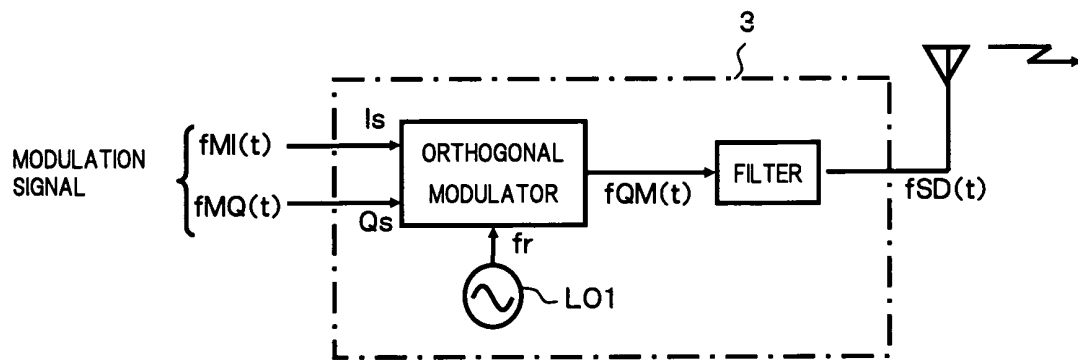 3
MODULATION
SIGNAL
fMI(t)
fMQ(t)
Is
Qs
ORTHOGONAL
MODULATOR
fr
LO1
fQM(t)
FILTER
fSD(t)